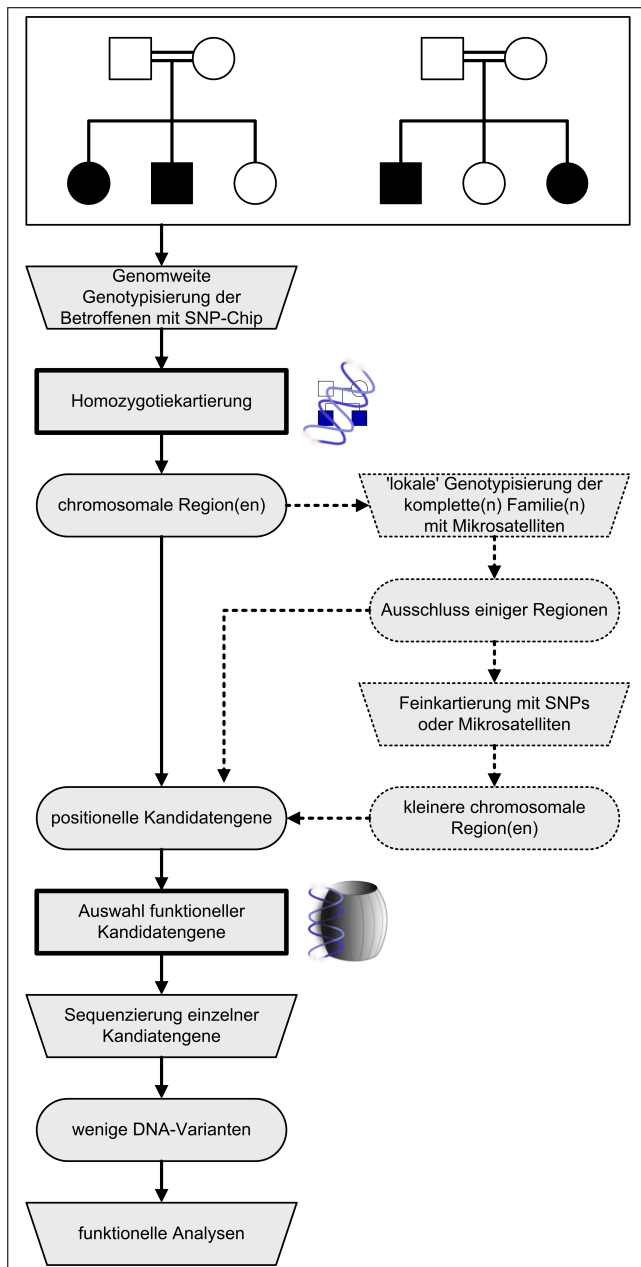 Genomweite
Genotypisierung der
Betroffenen mit SNP-Chip
Homozygotiekartierung
chromosomale Region(en)
'lokale' Genotypisierung der
komplette(n) Familie(n)
mit Mikrosatelliten
Ausschluss einiger Regionen
Feinkartierung mit SNPs
oder Mikrosatelliten
kleinere chromosomale
Region(en)
positionelle Kandidatengene
Auswahl funktioneller
Kandidatengene
Sequenzierung einzelner
Kandiatengene
wenige DNA-Varianten
funktionelle Analysen